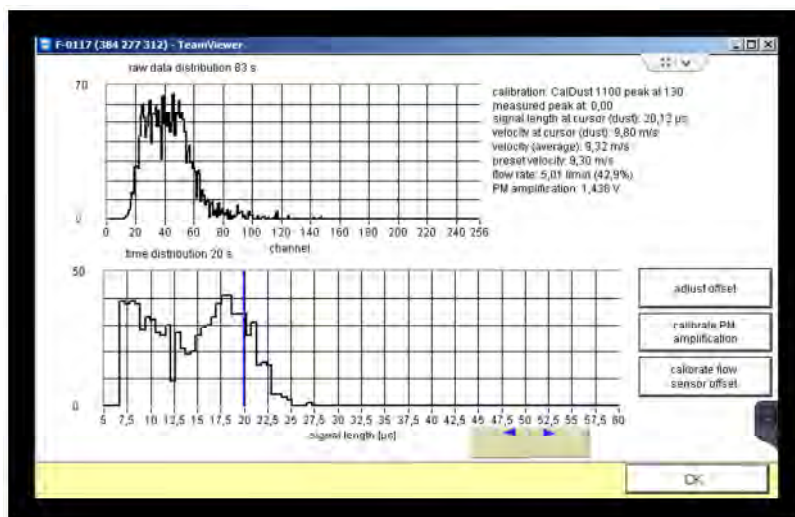 F-0117 (384 277 312) - TeamViewer
raw data distribution 83 s
70
0
0 20 40 60 80 100 120 140 160 180 200 220 240 256
channel
calibration: CalDust 1100 peak at 130
measured peak at: 0,00
signal length at cursor (dust): 20,12 µs
velocity at cursor (dust): 9,80 m/s
velocity (average): 9,32 m/s
preset velocity: 9,30 m/s
flow rate: 5,01 l/min (42,9%)
PM amplification: 1,438 V
time distribution 20 s
50
0
5 7,5 10 12,5 15 17,5 20 22,5 25 27,5 30 32,5 35 37,5 40 42,5 45 47,5 50 52,5 55 57,5 60
signal length [µs]
adjust offset
calibrate PM
amplification
calibrate flow
sensor offset
OK